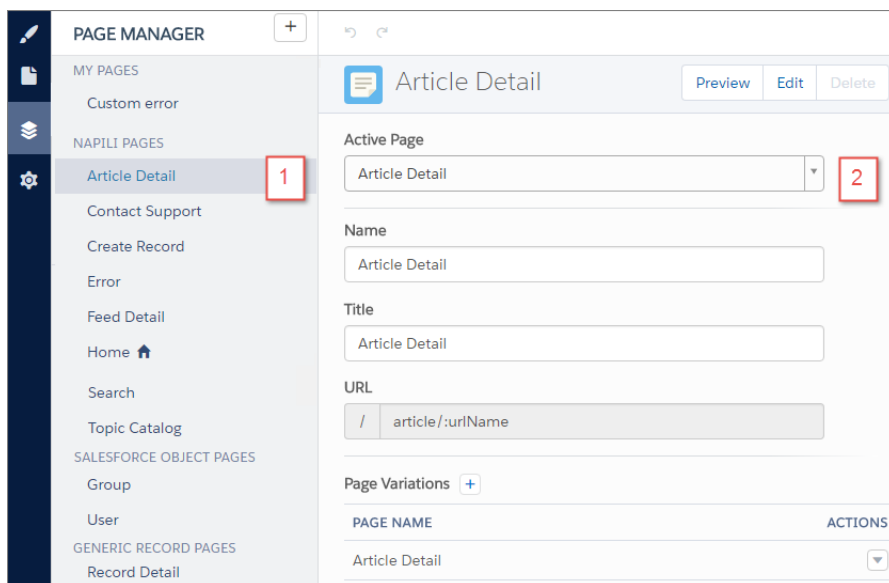 PAGE MANAGER
+
MY PAGES
Custom error
NAPILI PAGES
Article Detail
1
Contact Support
Create Record
Error
Feed Detail
Home
Search
Topic Catalog
SALESFORCE OBJECT PAGES
Group
User
GENERIC RECORD PAGES
Record Detail
Article Detail
Preview
Edit
Delete
Active Page
Article Detail
2
Name
Article Detail
Title
Article Detail
URL
/ article/:urlName
Page Variations +
PAGE NAME ACTIONS
Article Detail